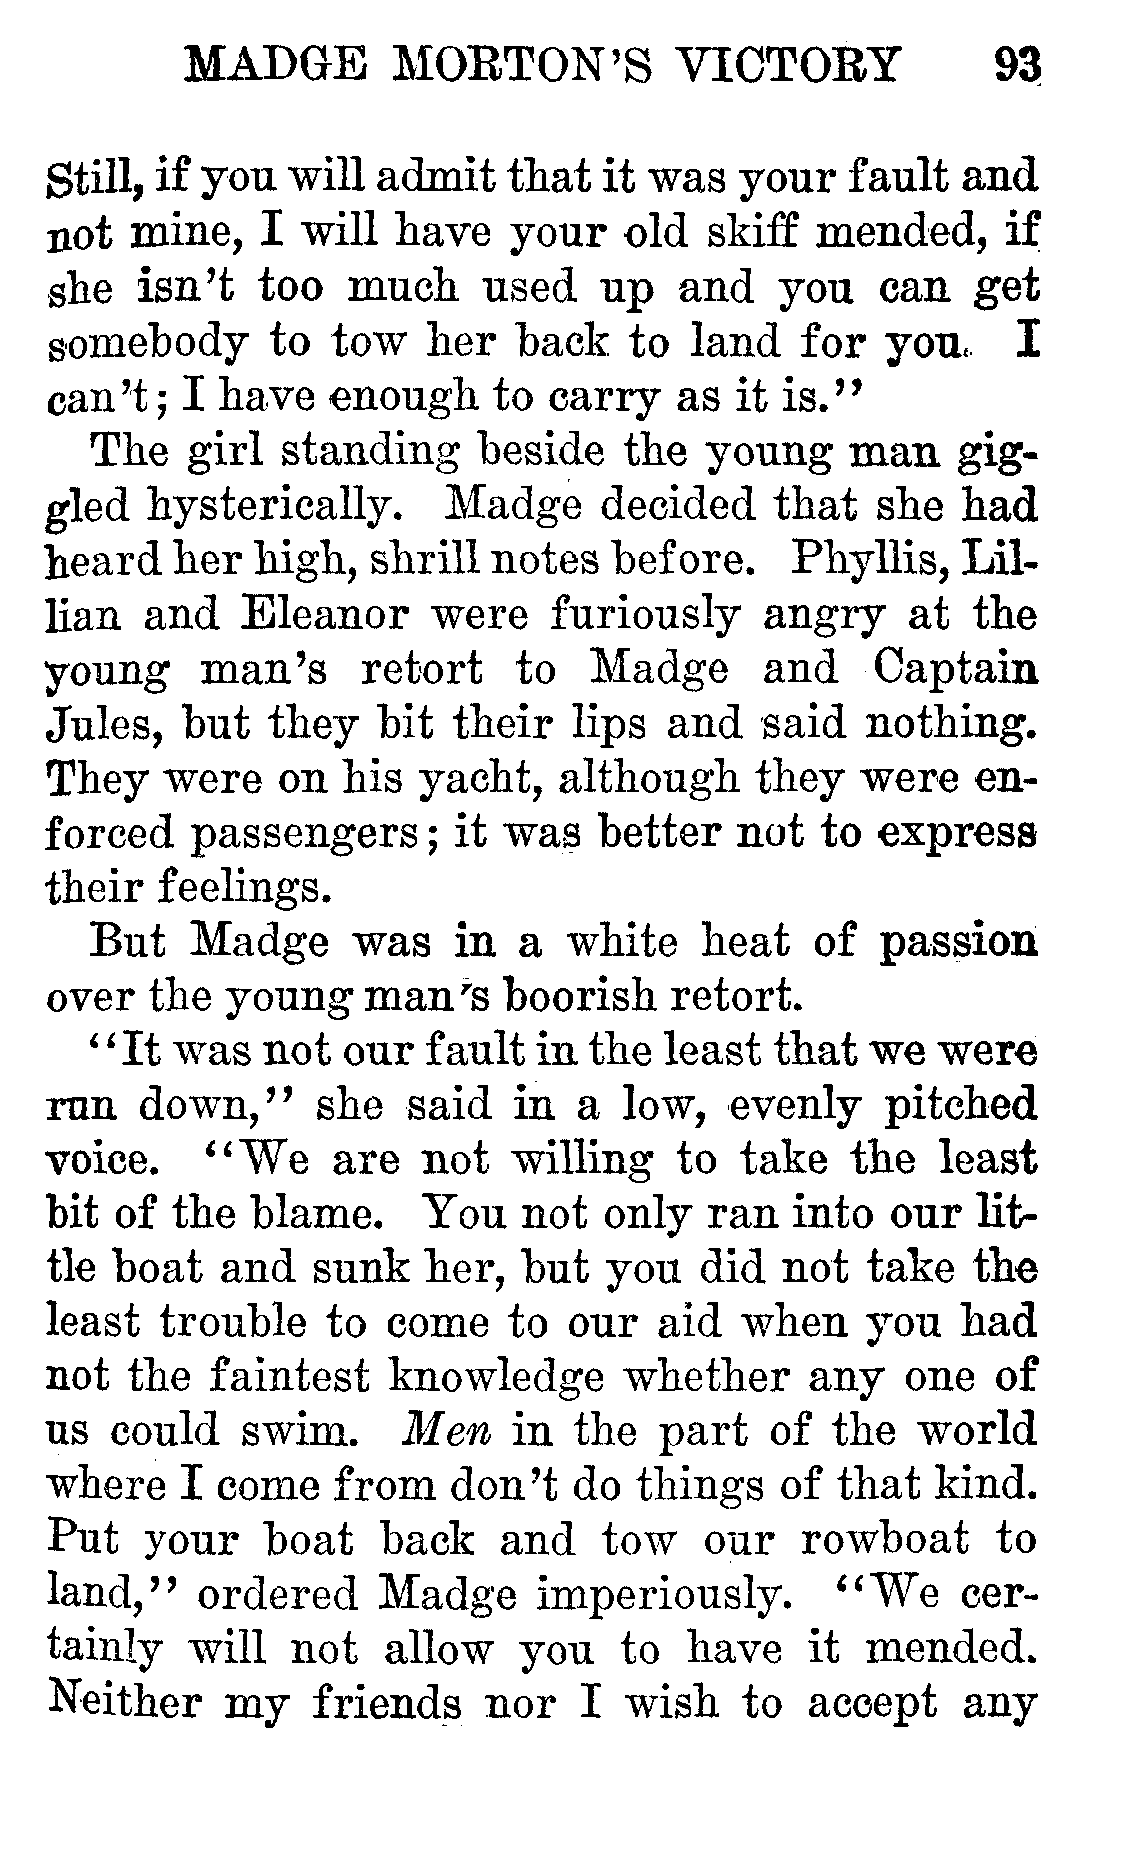 MADGE MORTON'S VICTORY 93
Still, if you will admit that it was your fault and
not mine, I will have your old skiff mended, if
she isn't too much used up and you can get
somebody to tow her back to land for you. I
can't; I have enough to carry as it is."
The girl standing beside the young man gig-
gled hysterically. Madge decided that she had
heard her high, shrill notes before. Phyllis, Lil-
lian and Eleanor were furiously angry at the
young man's retort to Madge and Captain
Jules, but they bit their lips and said nothing.
They were on his yacht, although they were en-
forced passengers; it was better not to express
their feelings.
But Madge was in a white heat of passion
over the young man's boorish retort.
"It was not our fault in the least that we were
run down," she said in a low, evenly pitched
voice. "We are not willing to take the least
bit of the blame. You not only ran into our lit-
tle boat and sunk her, but you did not take the
least trouble to come to our aid when you had
not the faintest knowledge whether any one of
us could swim. Men in the part of the world
where I come from don't do things of that kind.
Put your boat back and tow our rowboat to
land," ordered Madge imperiously. "We cer-
tainly will not allow you to have it mended.
Neither my friends nor I wish to accept any